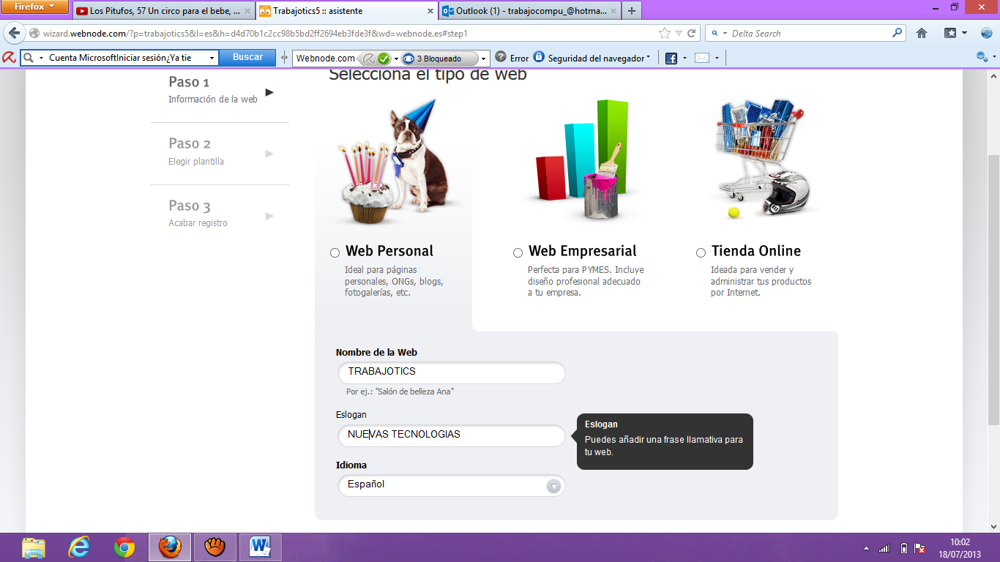 Firefox
Los Pitufos, 57 Un circo para el bebe, ...
Trabajotics5 :: asistente
Outlook (1) - trabajocompu_@hotma...
wizard.webnode.com/?p=trabajotics5&l=es&h=d4d70b1c2cc98b5bd2ff2694eb3fde3f&wd=webnode.es#step1
Delta Search
Cuenta MicrosoftIniciar sesión¿Ya tie
Buscar
Webnode.com
3 Bloqueado
Error
Seguridad del navegador
Selecciona el tipo de web
Paso 1
Información de la web
Paso 2
Elegir plantilla
Paso 3
Acabar registro
Web Personal
Ideal para páginas
personales, ONGs, blogs,
fotogalerías, etc.
Web Empresarial
Perfecta para PYMES. Incluye
diseño profesional adecuado
a tu empresa.
Tienda Online
Ideada para vender y
administrar tus productos
por Internet.
Nombre de la Web
TRABAJOTICS
Por ej.: "Salón de belleza Ana"
Eslogan
NUEVAS TECNOLOGIAS
Eslogan
Puedes añadir una frase llamativa para
tu web.
Idioma
Español
10:02
18/07/2013